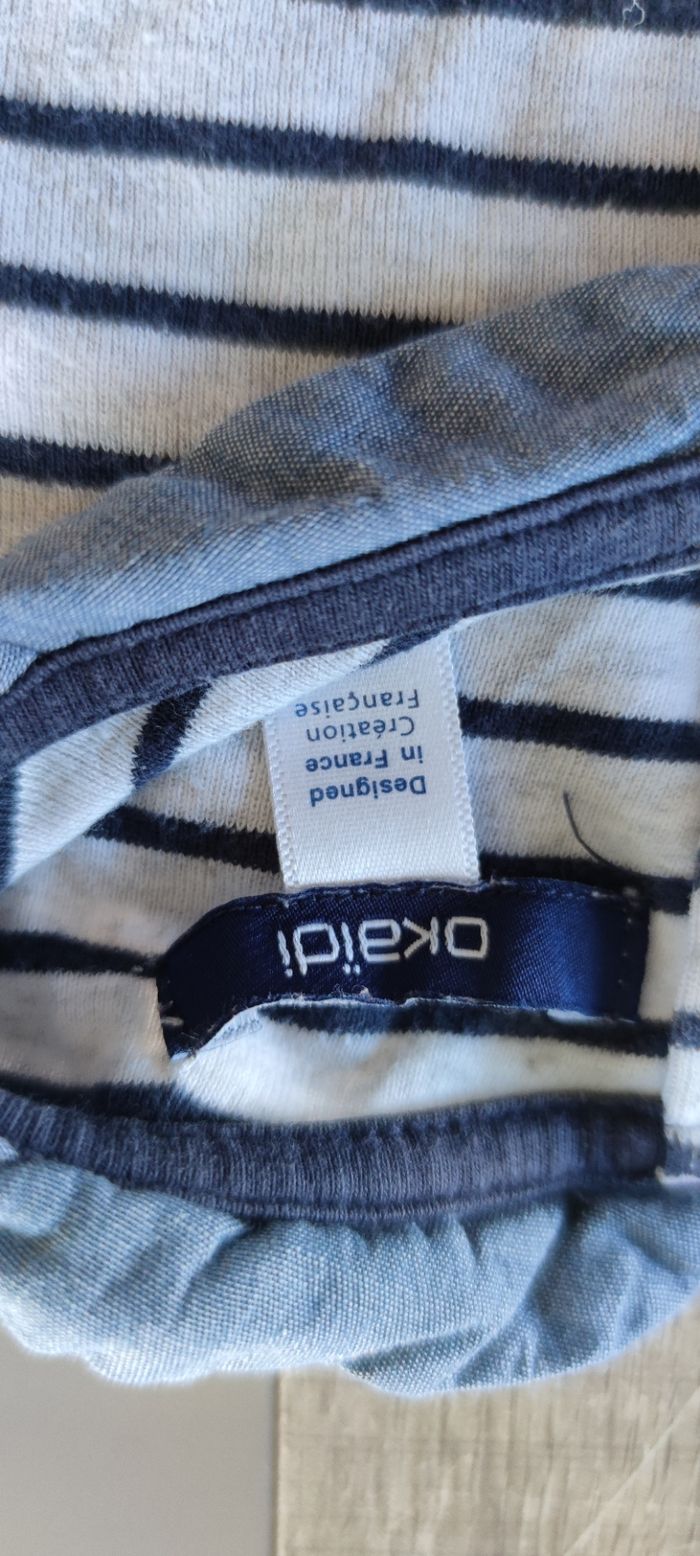 okaïdi
Designed
in France
Création
Française